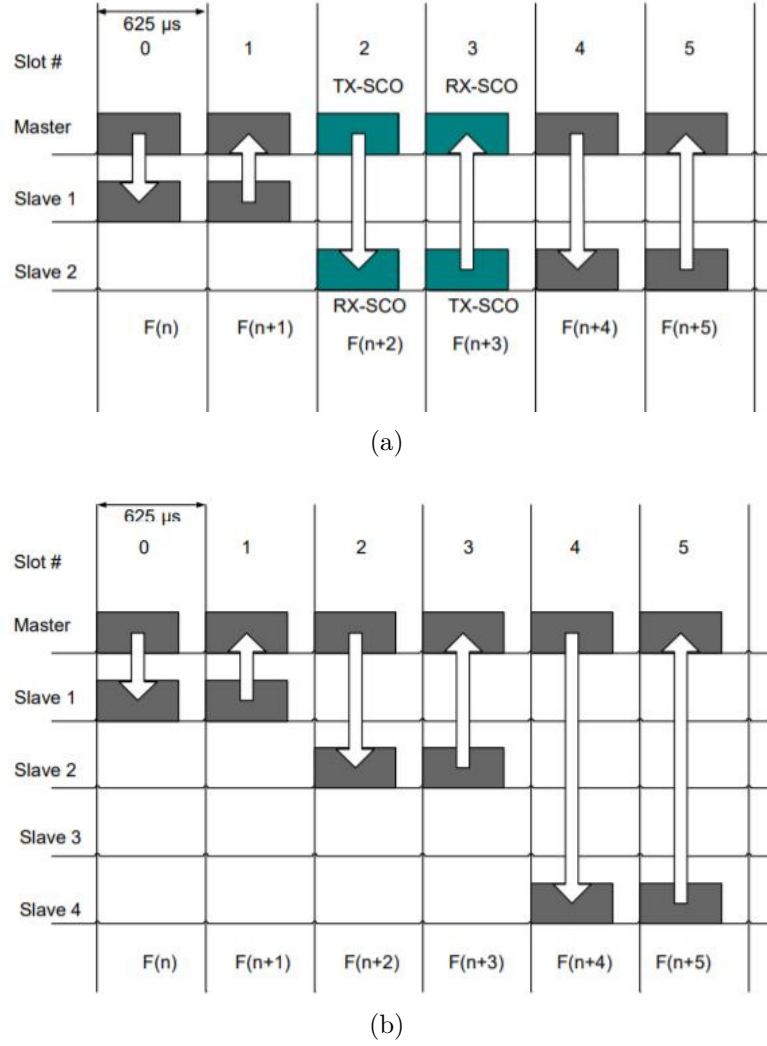 625 μs
0 1 2 3 4 5
Slot #
TX-SCO RX-SCO
Master
Slave 1
Slave 2
RX-SCO TX-SCO
F(n) F(n+1) F(n+2) F(n+3) F(n+4) F(n+5)
(a)
625 μs
0 1 2 3 4 5
Slot #
Master
Slave 1
Slave 2
Slave 3
Slave 4
F(n) F(n+1) F(n+2) F(n+3) F(n+4) F(n+5)
(b)